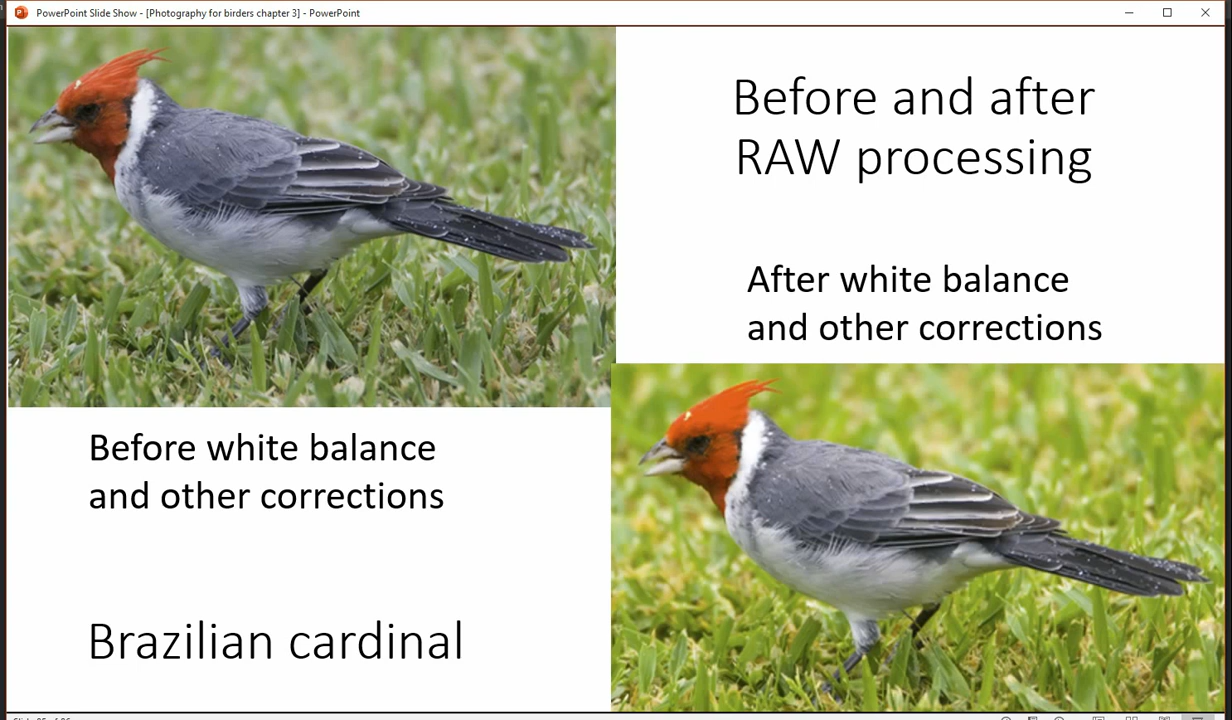 PowerPoint Slide Show - [Photography for birders chapter 3] - PowerPoint
Before and after
RAW processing
After white balance
and other corrections
Before white balance
and other corrections
Brazilian cardinal